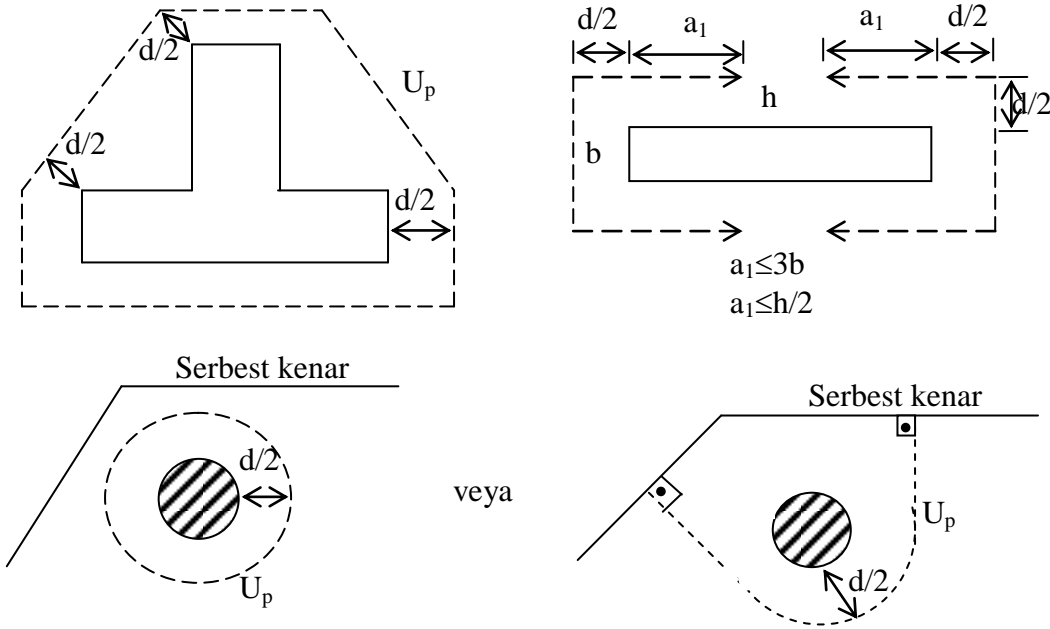 d/2
U_p
d/2
d/2
d/2
a₁
a₁
d/2
h
d/2
b
a₁≤3b
a₁≤h/2
Serbest kenar
d/2
U_p
veya
Serbest kenar
U_p
d/2